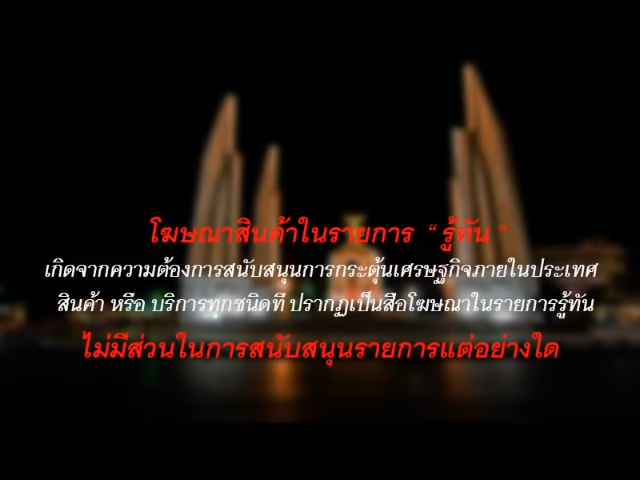 โฆษณาสินค้าในรายการ “ รู้ทัน ”
เกิดจากความต้องการสนับสนุนการกระตุ้นเศรษฐกิจภายในประเทศ
สินค้า หรือ บริการทุกชนิดที่ ปรากฏเป็นสื่อโฆษณาในรายการรู้ทัน
ไม่มีส่วนในการสนับสนุนรายการแต่อย่างใด